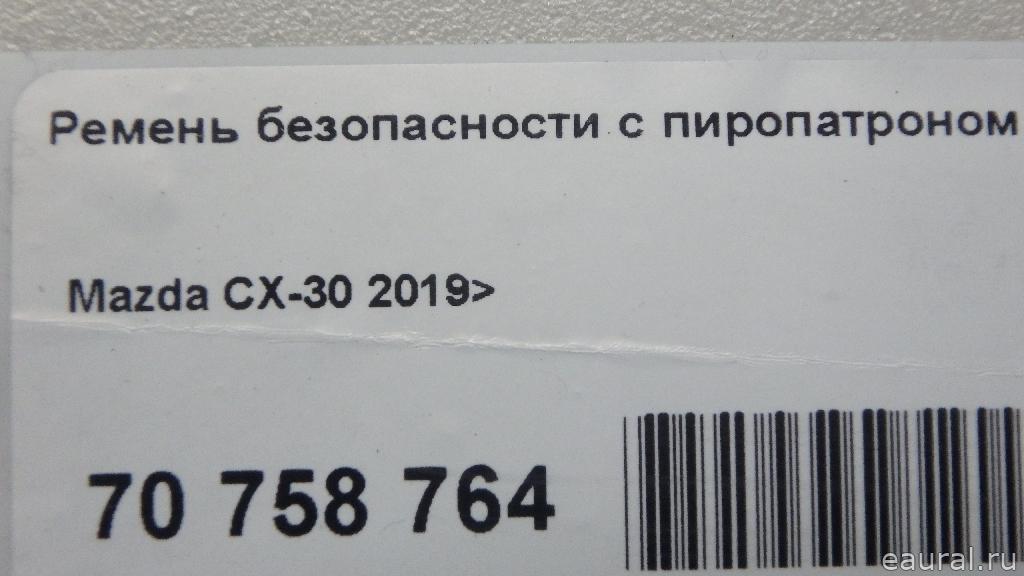 Ремень безопасности с пиропатроном
Mazda CX-30 2019>
70 758 764
eaural.ru